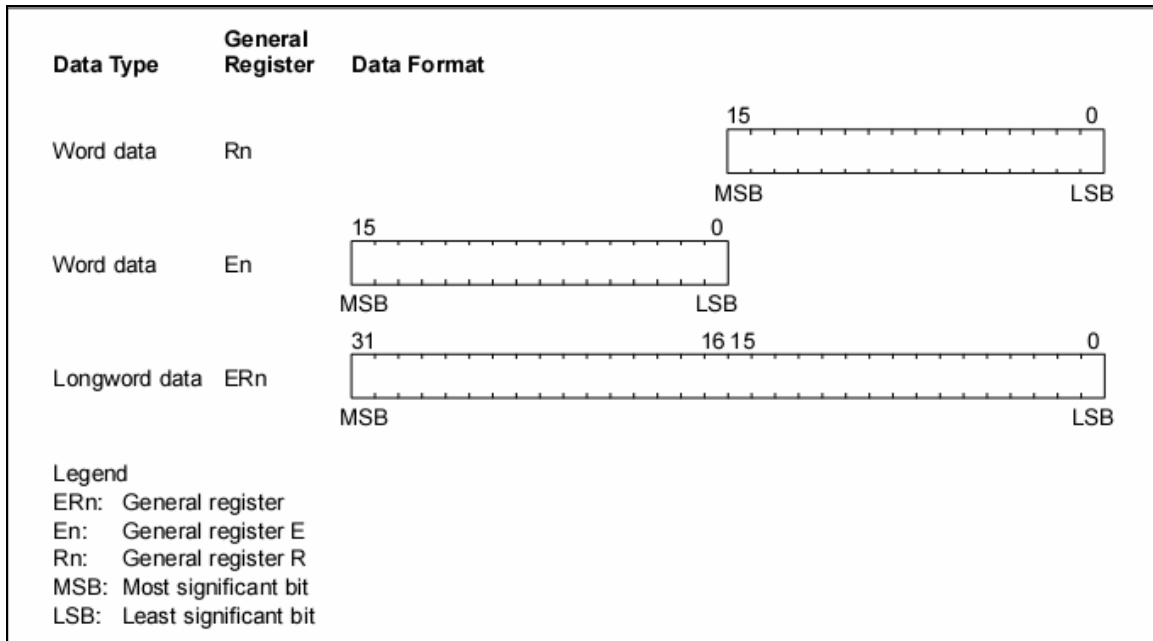 General
Data Type Register Data Format
15 0
Word data Rn
MSB LSB
15 0
Word data En
MSB LSB
31 16 15 0
Longword data ERn
MSB LSB
Legend
ERn: General register
En: General register E
Rn: General register R
MSB: Most significant bit
LSB: Least significant bit